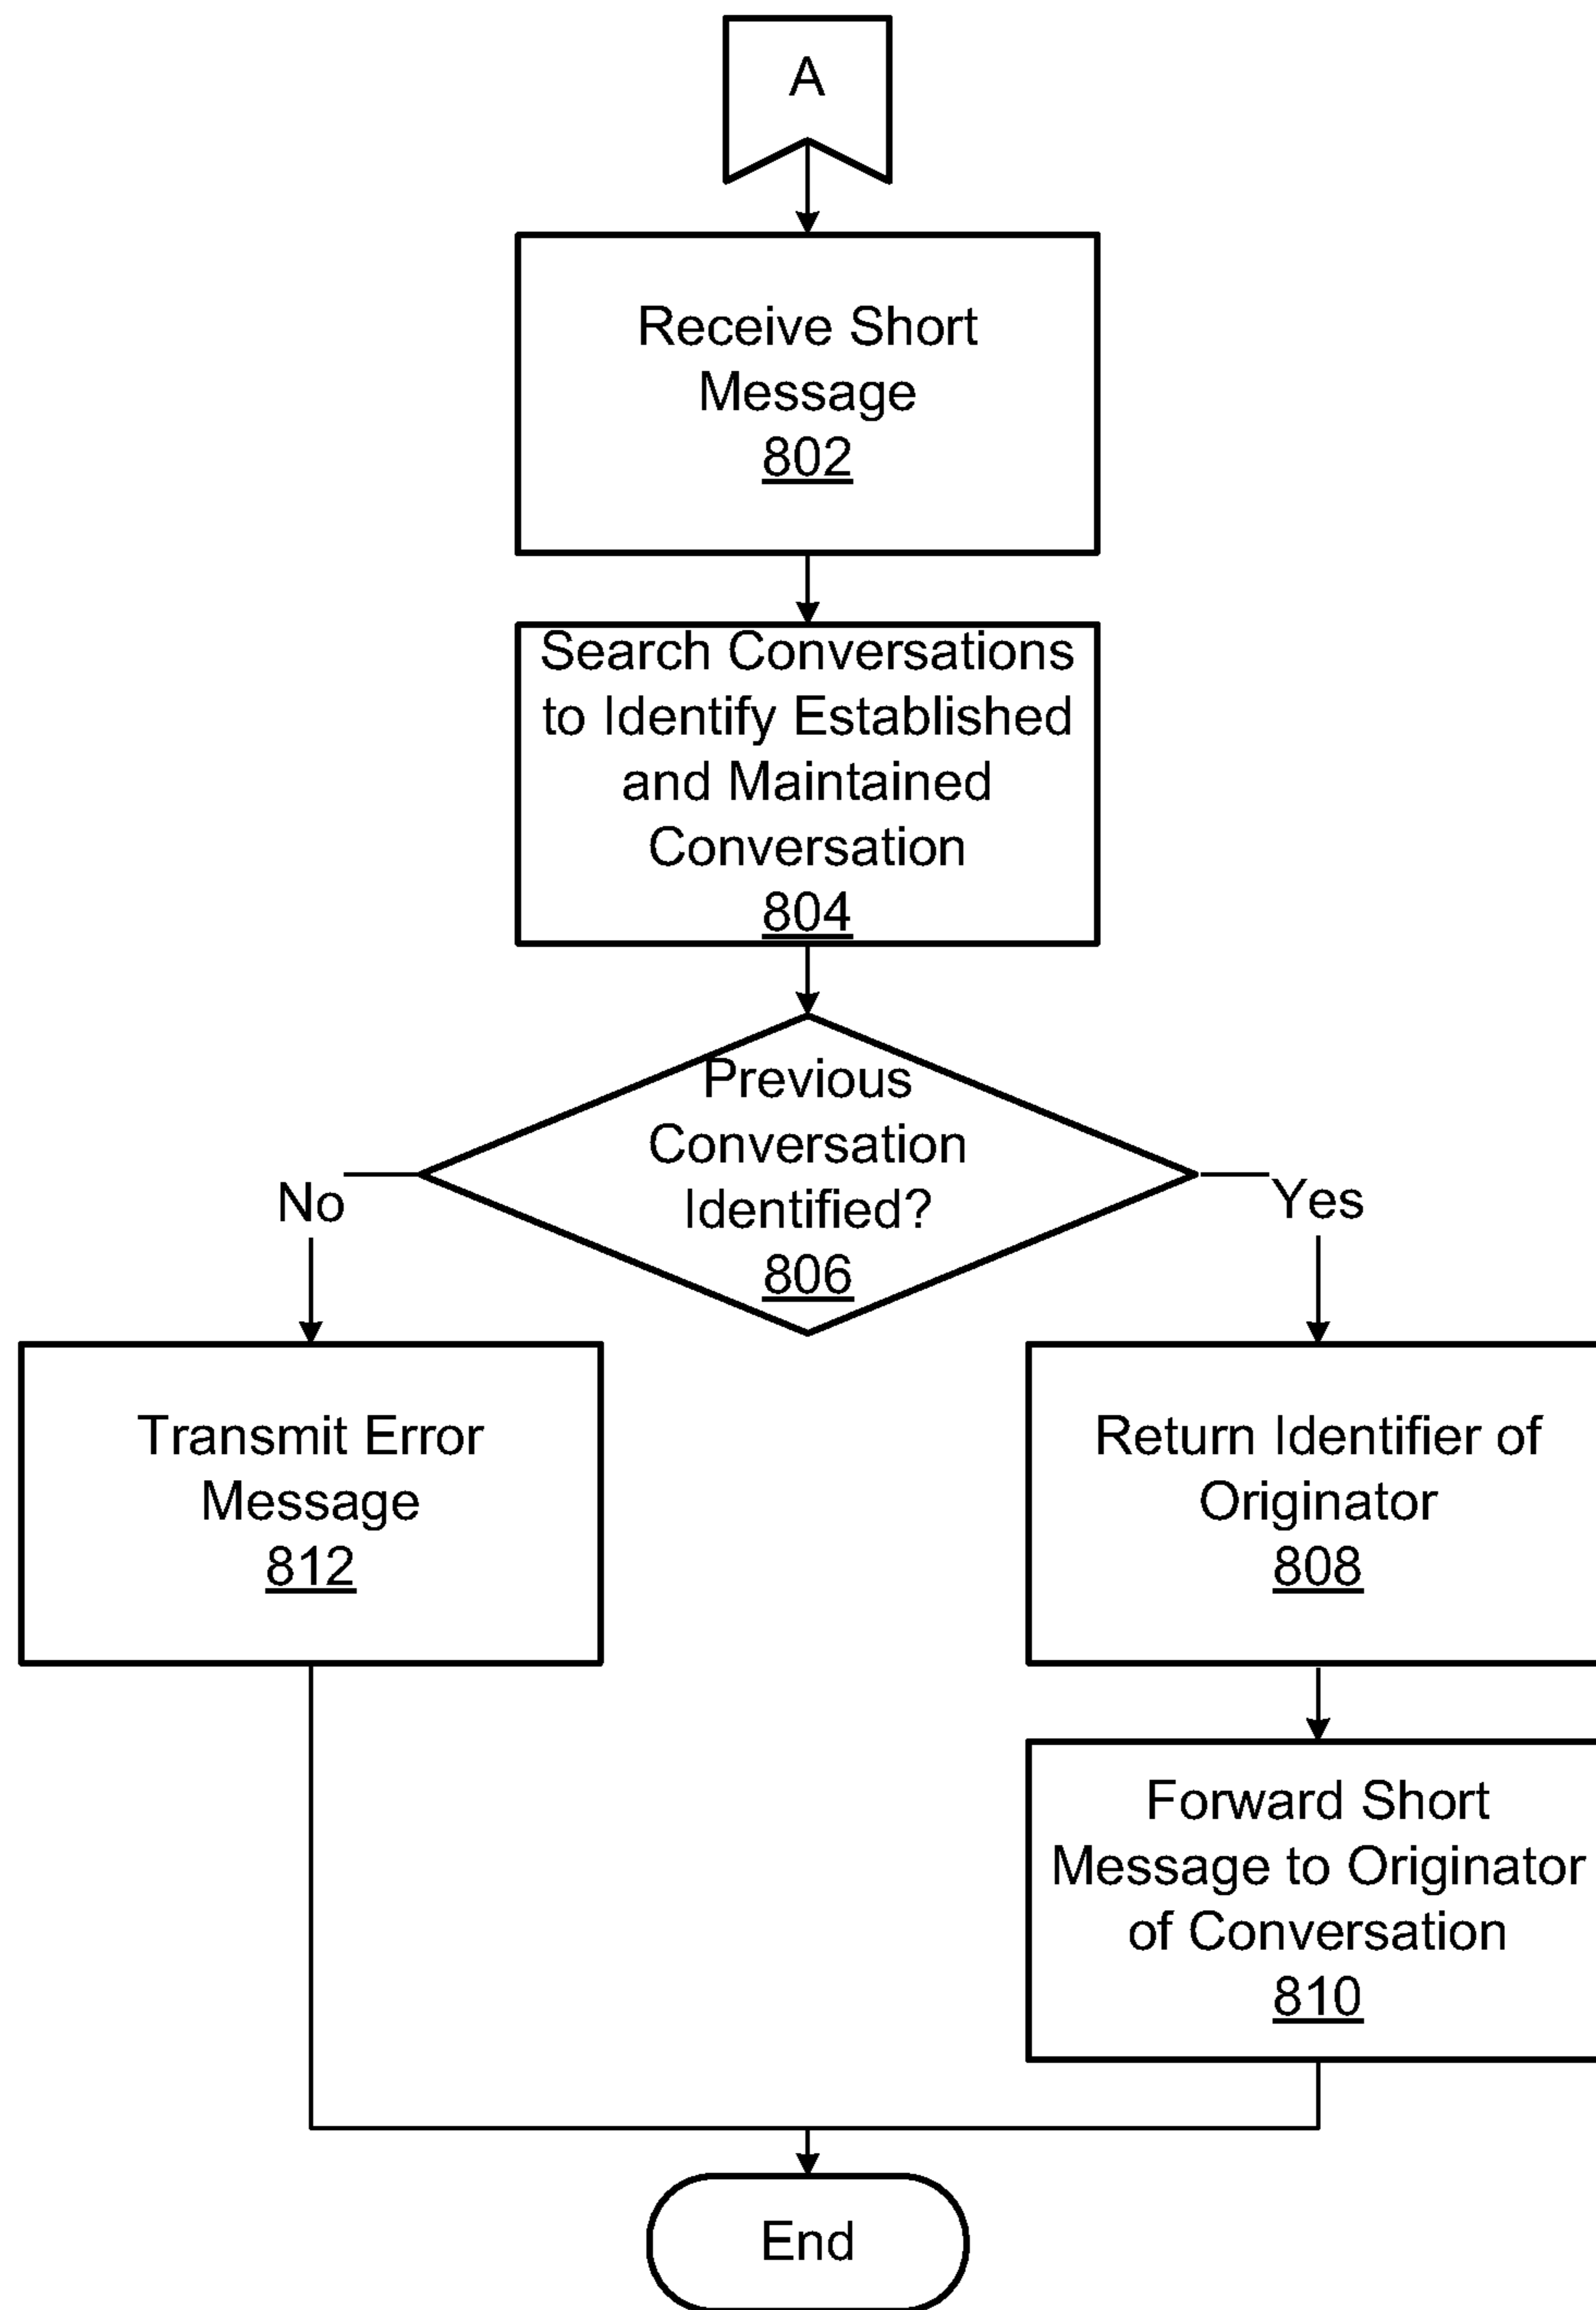 A
Receive Short
Message
802
Search Conversations
to Identify Established
and Maintained
Conversation
804
Previous
Conversation
Identified?
806
No
Yes
Transmit Error
Message
812
Return Identifier of
Originator
808
Forward Short
Message to Originator
of Conversation
810
End